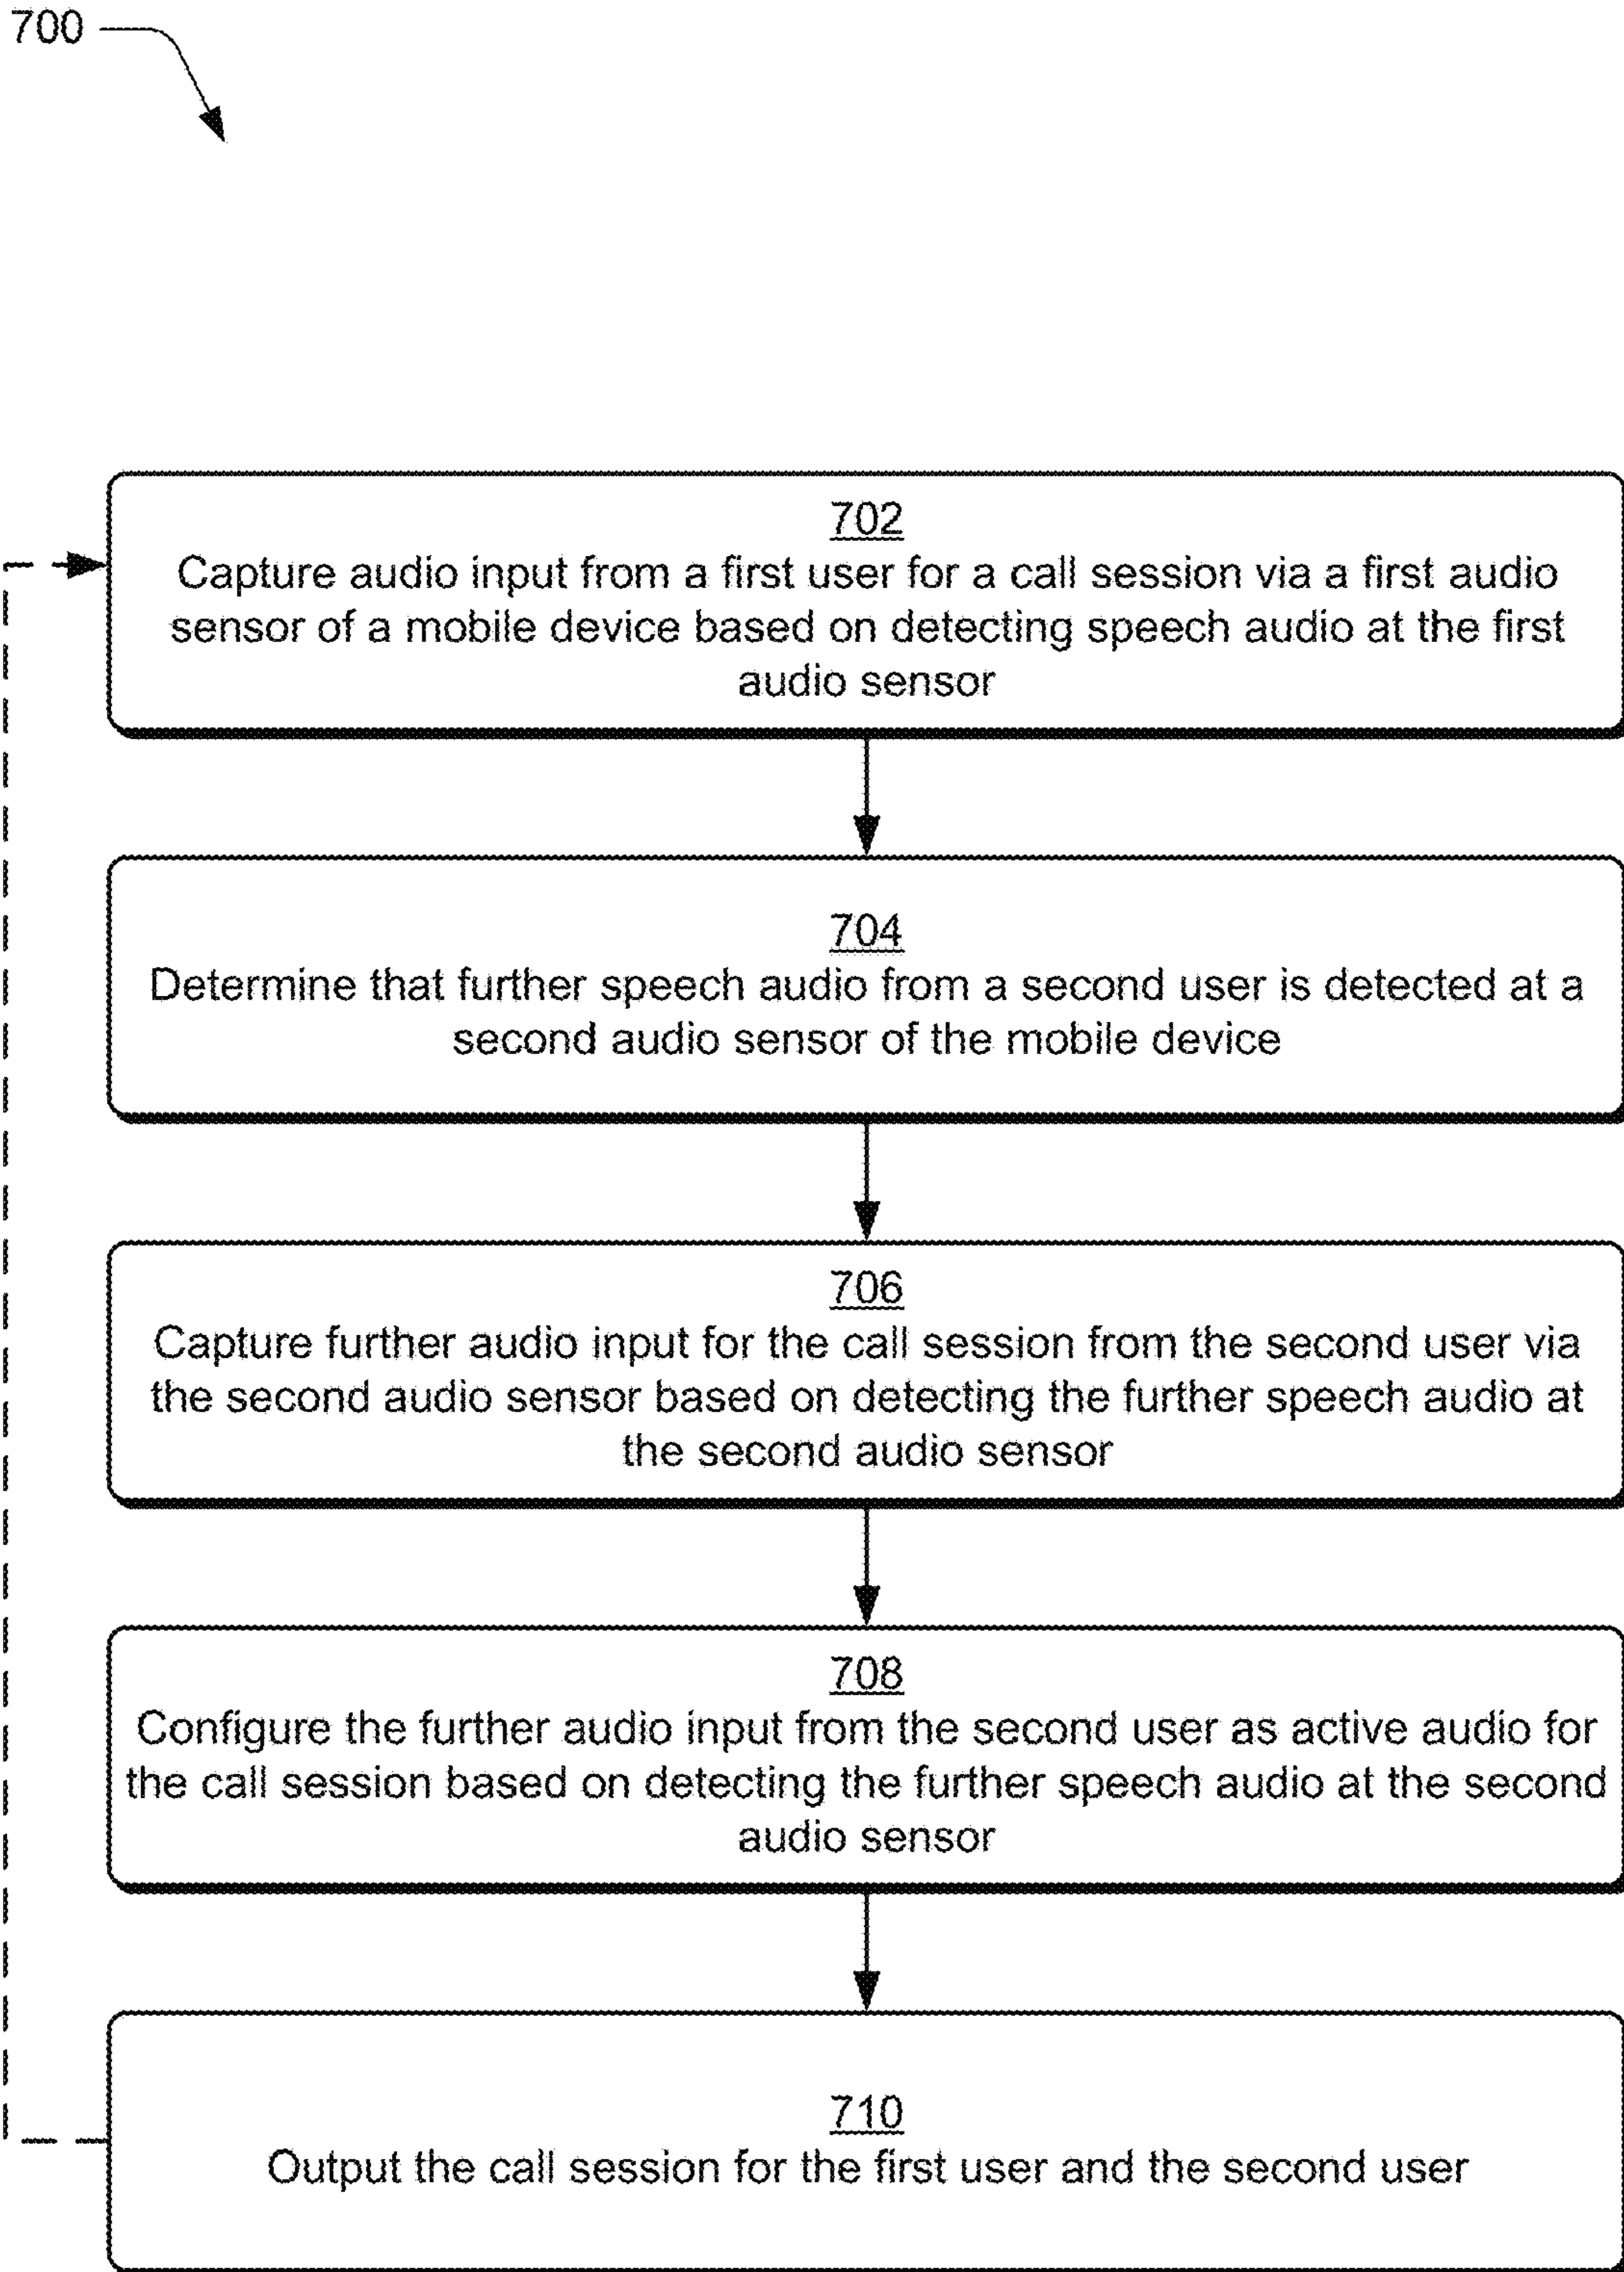 700
702
Capture audio input from a first user for a call session via a first audio
sensor of a mobile device based on detecting speech audio at the first
audio sensor
704
Determine that further speech audio from a second user is detected at a
second audio sensor of the mobile device
706
Capture further audio input for the call session from the second user via
the second audio sensor based on detecting the further speech audio at
the second audio sensor
708
Configure the further audio input from the second user as active audio for
the call session based on detecting the further speech audio at the second
audio sensor
710
Output the call session for the first user and the second user